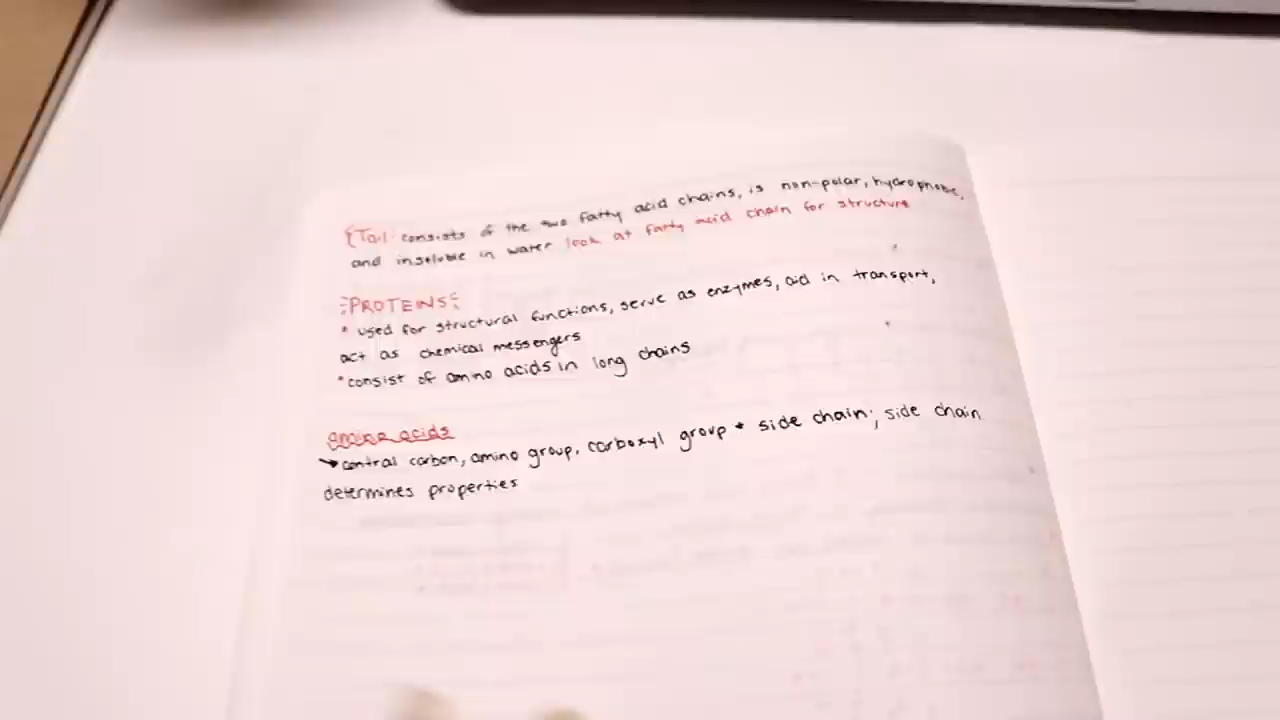 {Tail: consists of the two fatty acid chains, is non-polar, hydrophobic,
and insoluble in water look at fatty acid chain for structure
PROTEINS
* used for structural functions, serve as enzymes, aid in transport,
act as chemical messengers
* consist of amino acids in long chains
amino acids
→ central carbon, amino group, carboxyl group + side chain; side chain
determines properties